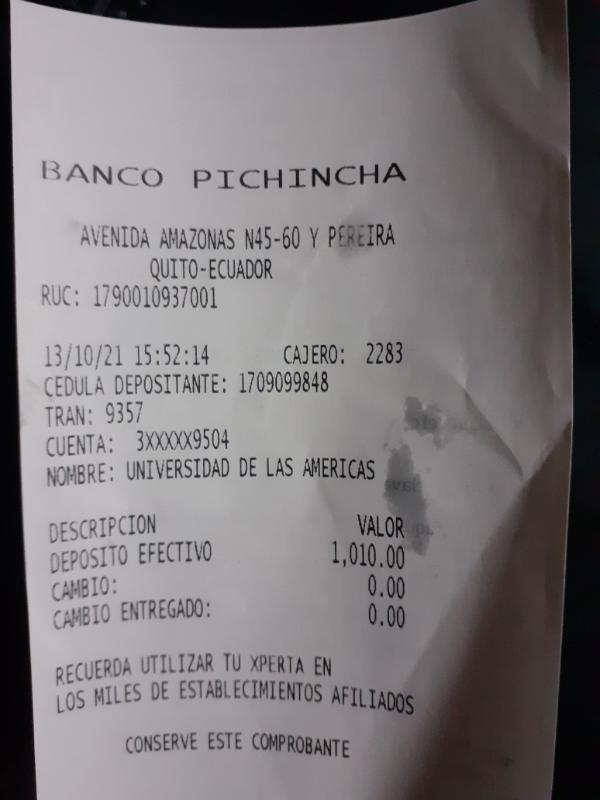 BANCO PICHINCHA
AVENIDA AMAZONAS N45-60 Y PEREIRA
QUITO-ECUADOR
RUC: 1790010937001
13/10/21 15:52:14 CAJERO: 2283
CEDULA DEPOSITANTE: 1709099848
TRAN: 9357
CUENTA: 3XXXXX9504
NOMBRE: UNIVERSIDAD DE LAS AMERICAS
DESCRIPCION VALOR
DEPOSITO EFECTIVO 1,010.00
CAMBIO: 0.00
CAMBIO ENTREGADO: 0.00
RECUERDA UTILIZAR TU XPERTA EN
LOS MILES DE ESTABLECIMIENTOS AFILIADOS
CONSERVE ESTE COMPROBANTE